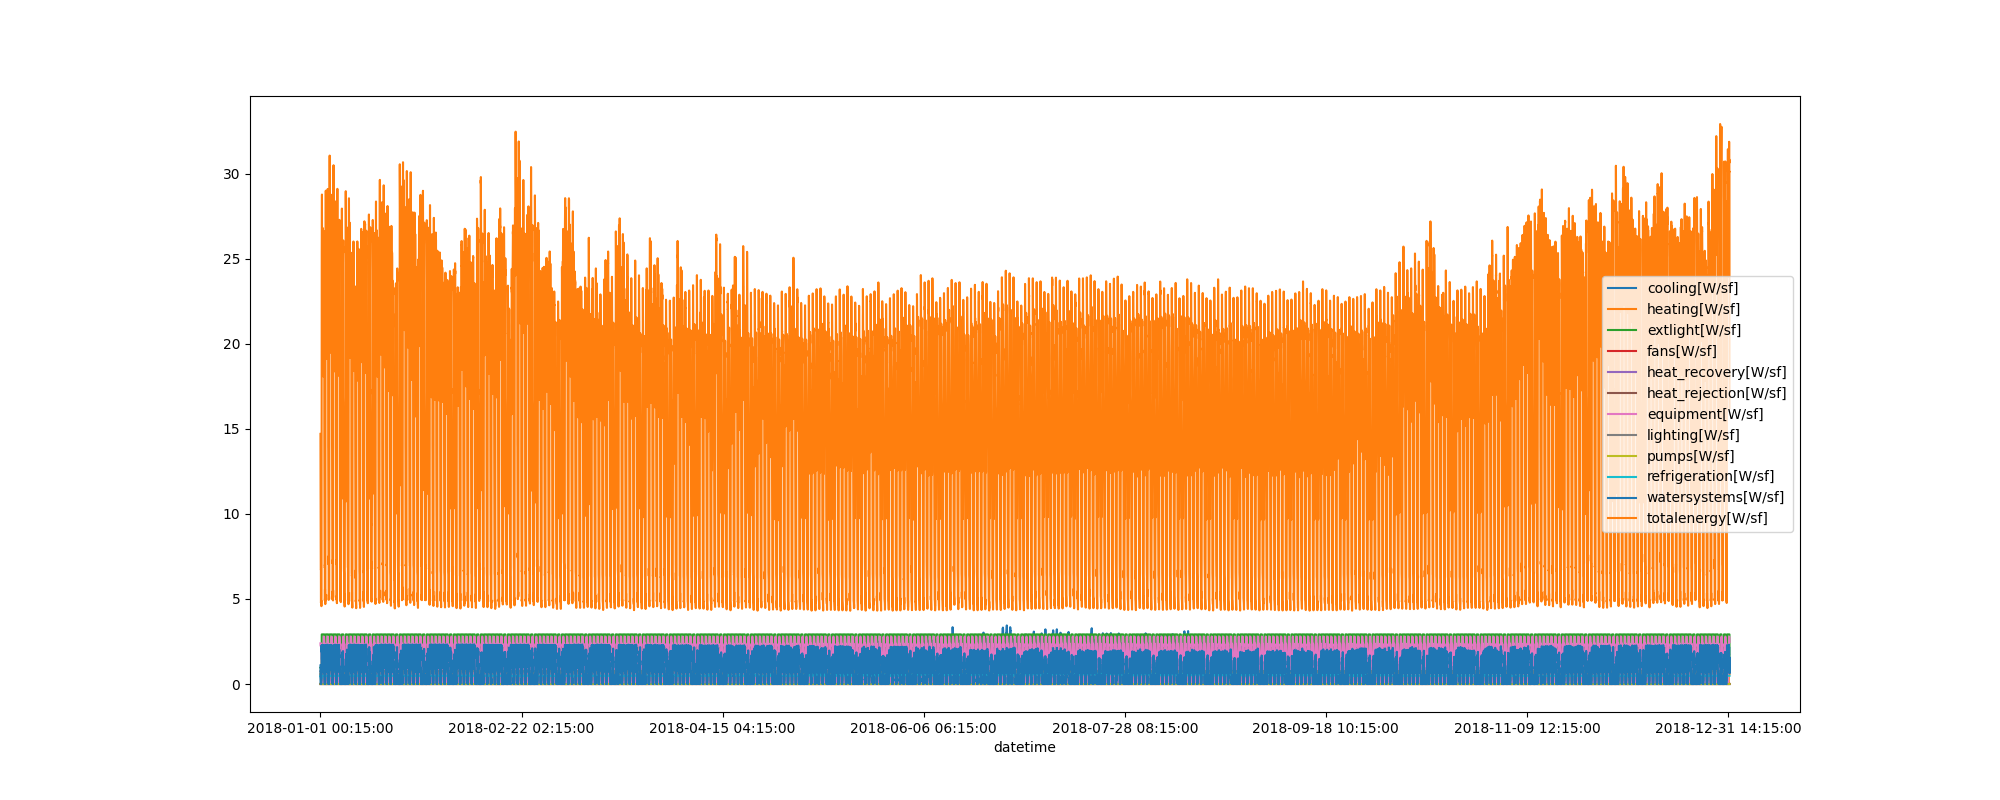 30
25
20
15
10
5
0
cooling[W/sf]
heating[W/sf]
extlight[W/sf]
fans[W/sf]
heat_recovery[W/sf]
heat_rejection[W/sf]
equipment[W/sf]
lighting[W/sf]
pumps[W/sf]
refrigeration[W/sf]
watersystems[W/sf]
totalenergy[W/sf]
2018-01-01 00:15:00 2018-02-22 02:15:00 2018-04-15 04:15:00 2018-06-06 06:15:00 2018-07-28 08:15:00 2018-09-18 10:15:00 2018-11-09 12:15:00 2018-12-31 14:15:00
datetime